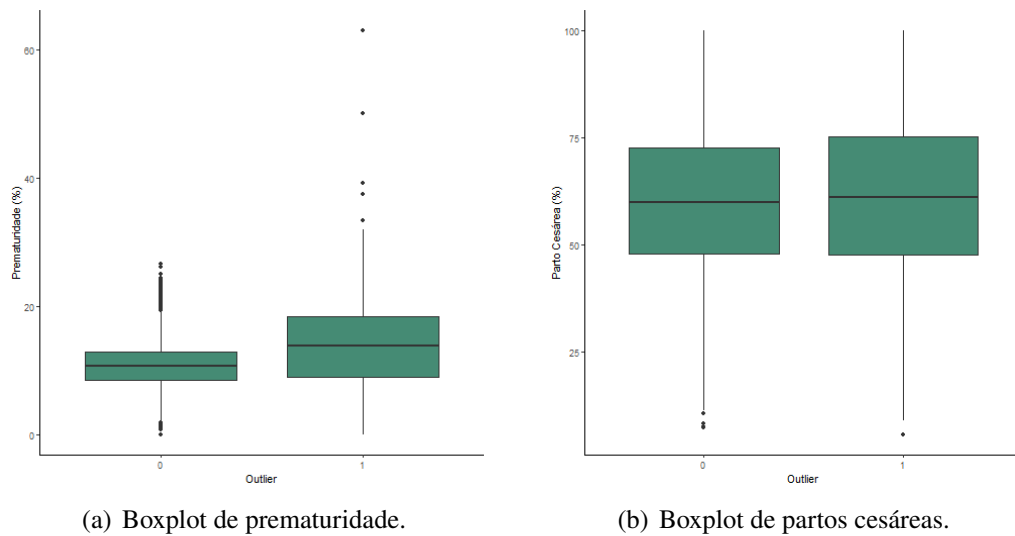 Prematuridade (%)
60
40
20
0
0
1
Outlier
(a) Boxplot de prematuridade.
Parto Cesárea (%)
100
75
50
25
0
1
Outlier
(b) Boxplot de partos cesáreas.